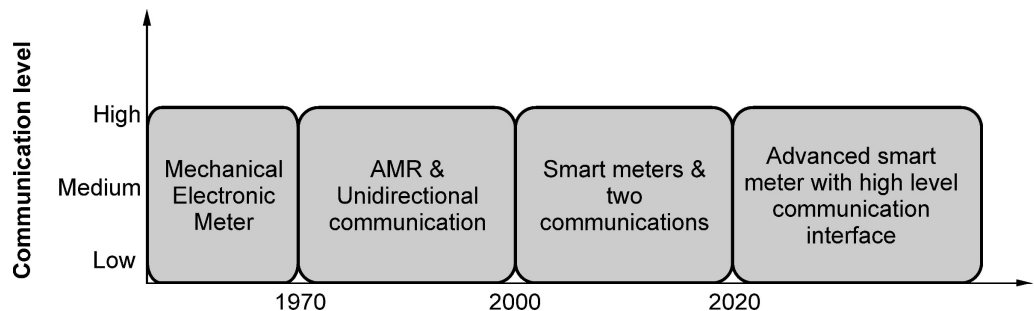 Communication level
High
Medium
Low
Mechanical
Electronic
Meter
AMR &
Unidirectional
communication
Smart meters &
two
communications
Advanced smart
meter with high level
communication
interface
1970
2000
2020